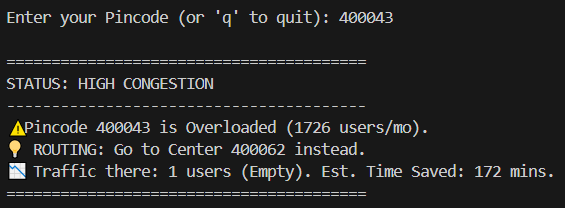 Enter your Pincode (or 'q' to quit): 400043
========================================
STATUS: HIGH CONGESTION
----------------------------------------
⚠️Pincode 400043 is Overloaded (1726 users/mo).
💡 ROUTING: Go to Center 400062 instead.
📉 Traffic there: 1 users (Empty). Est. Time Saved: 172 mins.
========================================